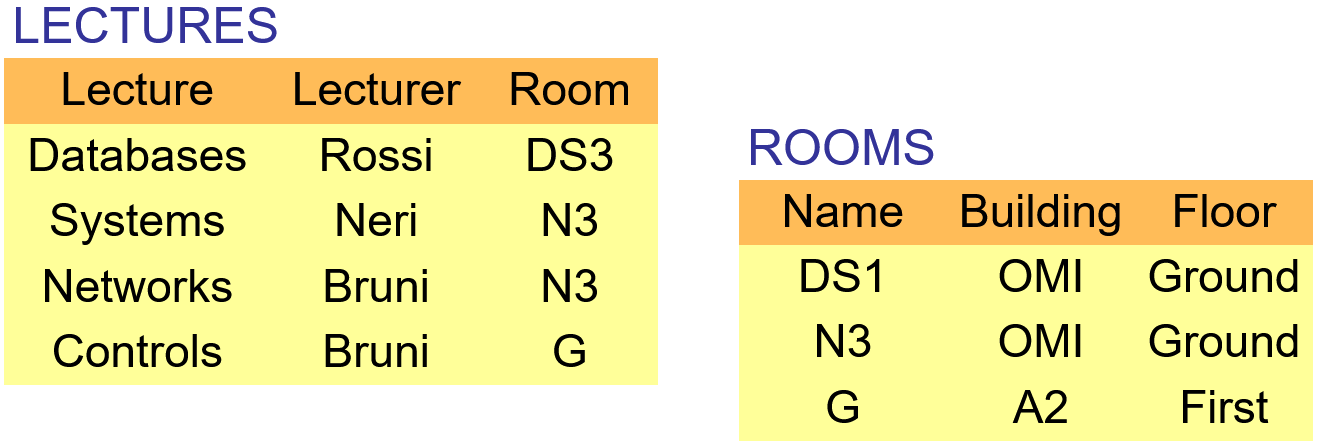 LECTURES
Lecture Lecturer Room
Databases Rossi DS3
Systems Neri N3
Networks Bruni N3
Controls Bruni G
ROOMS
Name Building Floor
DS1 OMI Ground
N3 OMI Ground
G A2 First